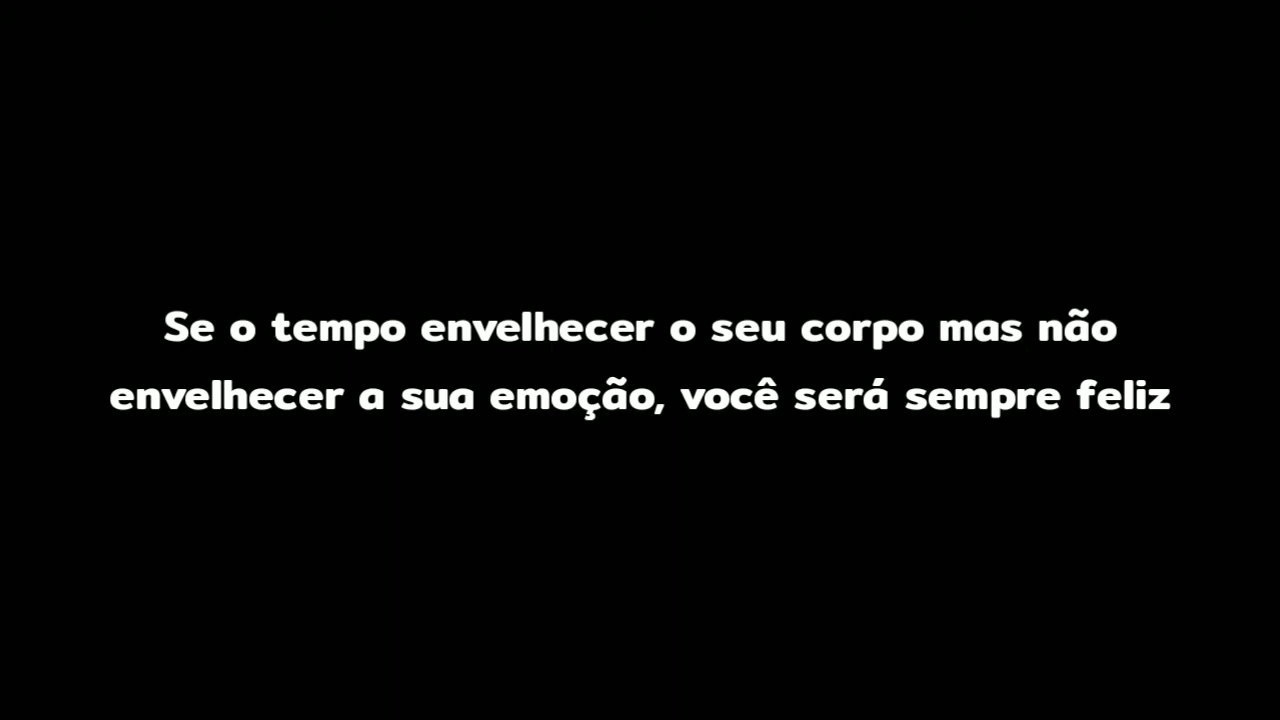 Se o tempo envelhecer o seu corpo mas não
envelhecer a sua emoção, você será sempre feliz